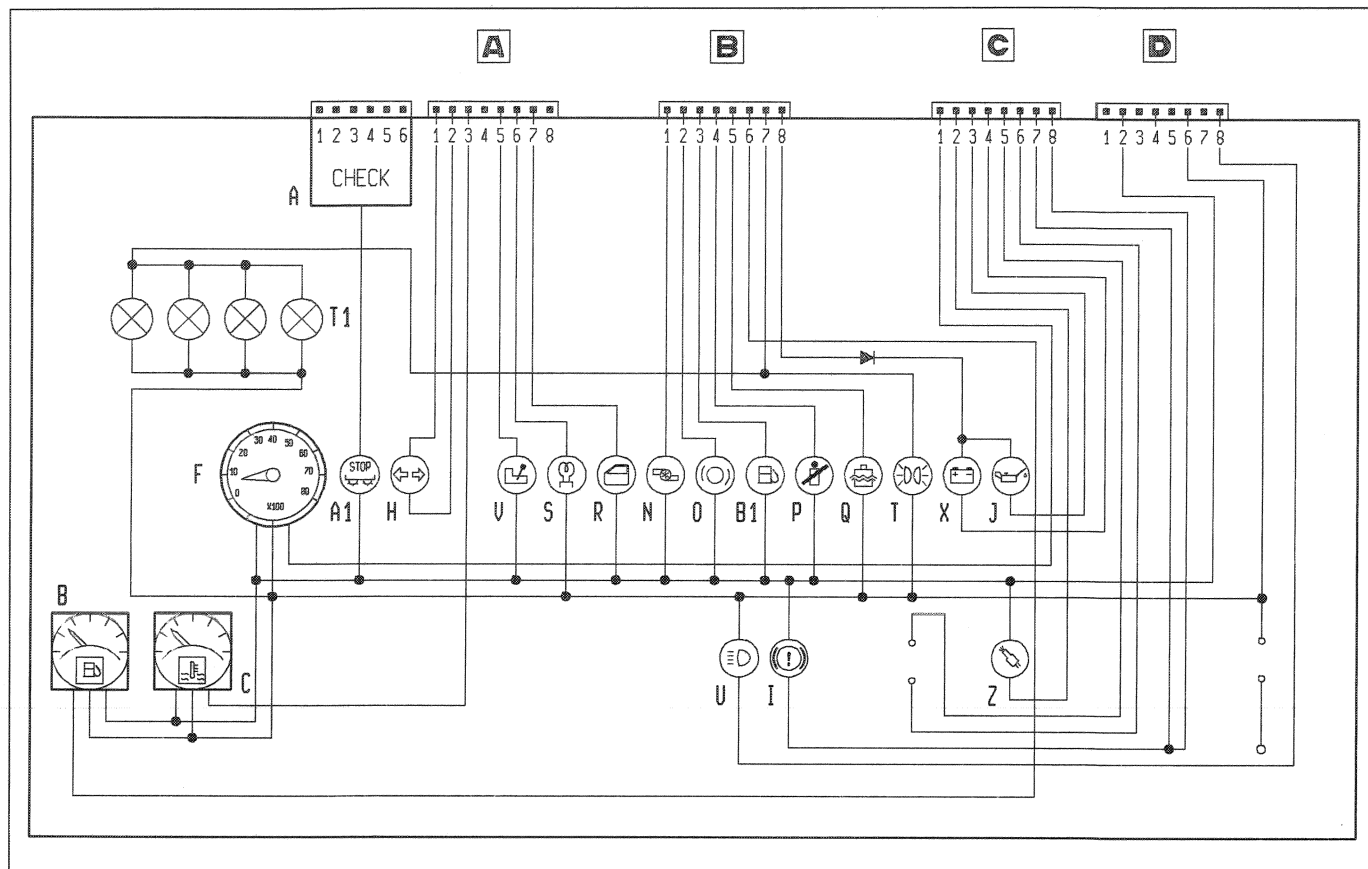 A B C D
1 2 3 4 5 6 1 2 3 4 5 6 7 8 1 2 3 4 5 6 7 8 1 2 3 4 5 6 7 8 1 2 3 4 5 6 7 8
CHECK
A
T1
F
0 10 20 30 40 50 60 70 80
X100
STOP
A1 H V S R N O B1 P Q T X J
B
C
U I Z
!